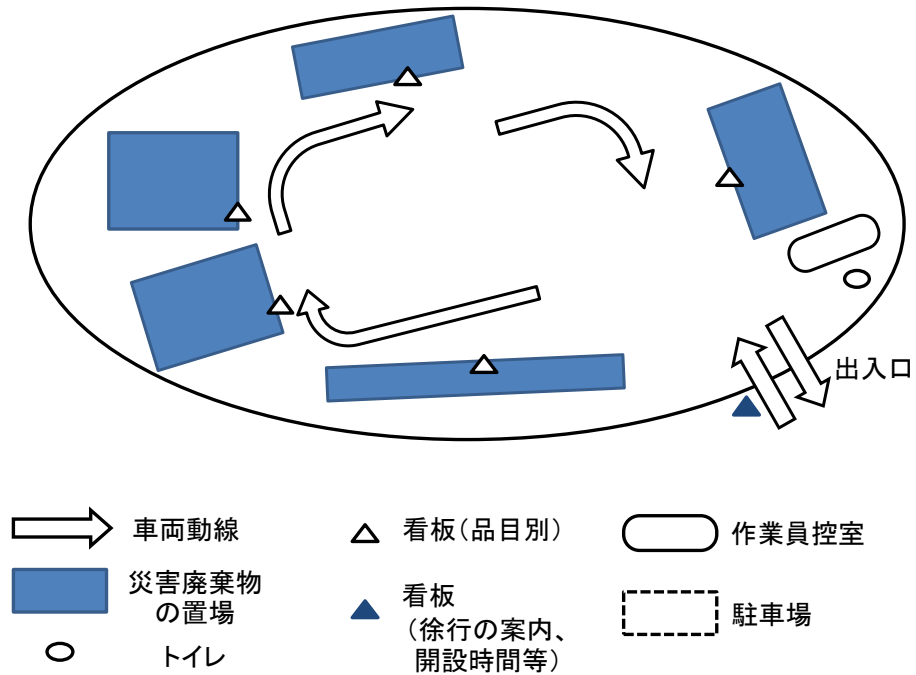 出入口
車両動線
看板（品目別）
作業員控室
災害廃棄物
の置場
看板
（徐行の案内、
開設時間等）
駐車場
トイレ